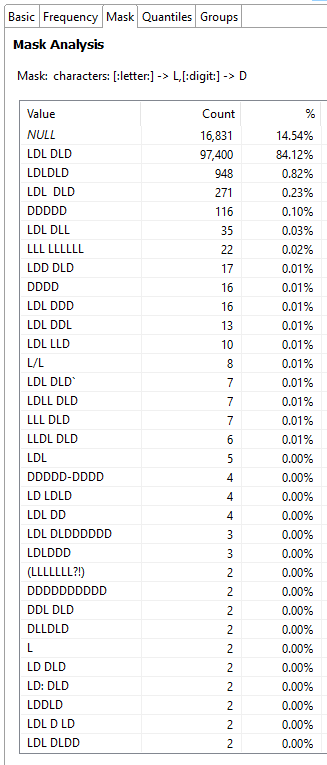 Basic Frequency Mask Quantiles Groups
Mask Analysis
Mask: characters: [:letter:] -> L,[:digit:] -> D
Value Count %
NULL 16,831 14.54%
LDL DLD 97,400 84.12%
LDLDLD 948 0.82%
LDL  DLD 271 0.23%
DDDDD 116 0.10%
LDL DLL 35 0.03%
LLL LLLLLL 22 0.02%
LDD DLD 17 0.01%
DDDD 16 0.01%
LDL DDD 16 0.01%
LDL DDL 13 0.01%
LDL LLD 10 0.01%
L/L 8 0.01%
LDL DLD` 7 0.01%
LDLL DLD 7 0.01%
LLL DLD 7 0.01%
LLDL DLD 6 0.01%
LDL 5 0.00%
DDDDD-DDDD 4 0.00%
LD LDLD 4 0.00%
LDL DD 4 0.00%
LDL DLDDDDDD 3 0.00%
LDLDDD 3 0.00%
(LLLLLLL?!) 2 0.00%
DDDDDDDDDD 2 0.00%
DDL DLD 2 0.00%
DLLDLD 2 0.00%
L 2 0.00%
LD DLD 2 0.00%
LD: DLD 2 0.00%
LDDLD 2 0.00%
LDL D LD 2 0.00%
LDL DLDD 2 0.00%